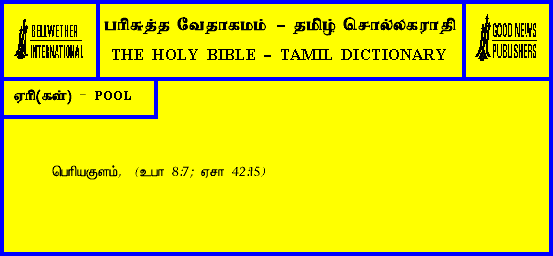 BELLWETHER
INTERNATIONAL
பரிசுத்த வேதாகமம் - தமிழ் சொல்லகராதி
THE HOLY BIBLE - TAMIL DICTIONARY
GOOD NEWS
PUBLISHERS
ஏரி(கள்) - POOL
பெரியகுளம், (உபா 8:7; ஏசா 42:15)